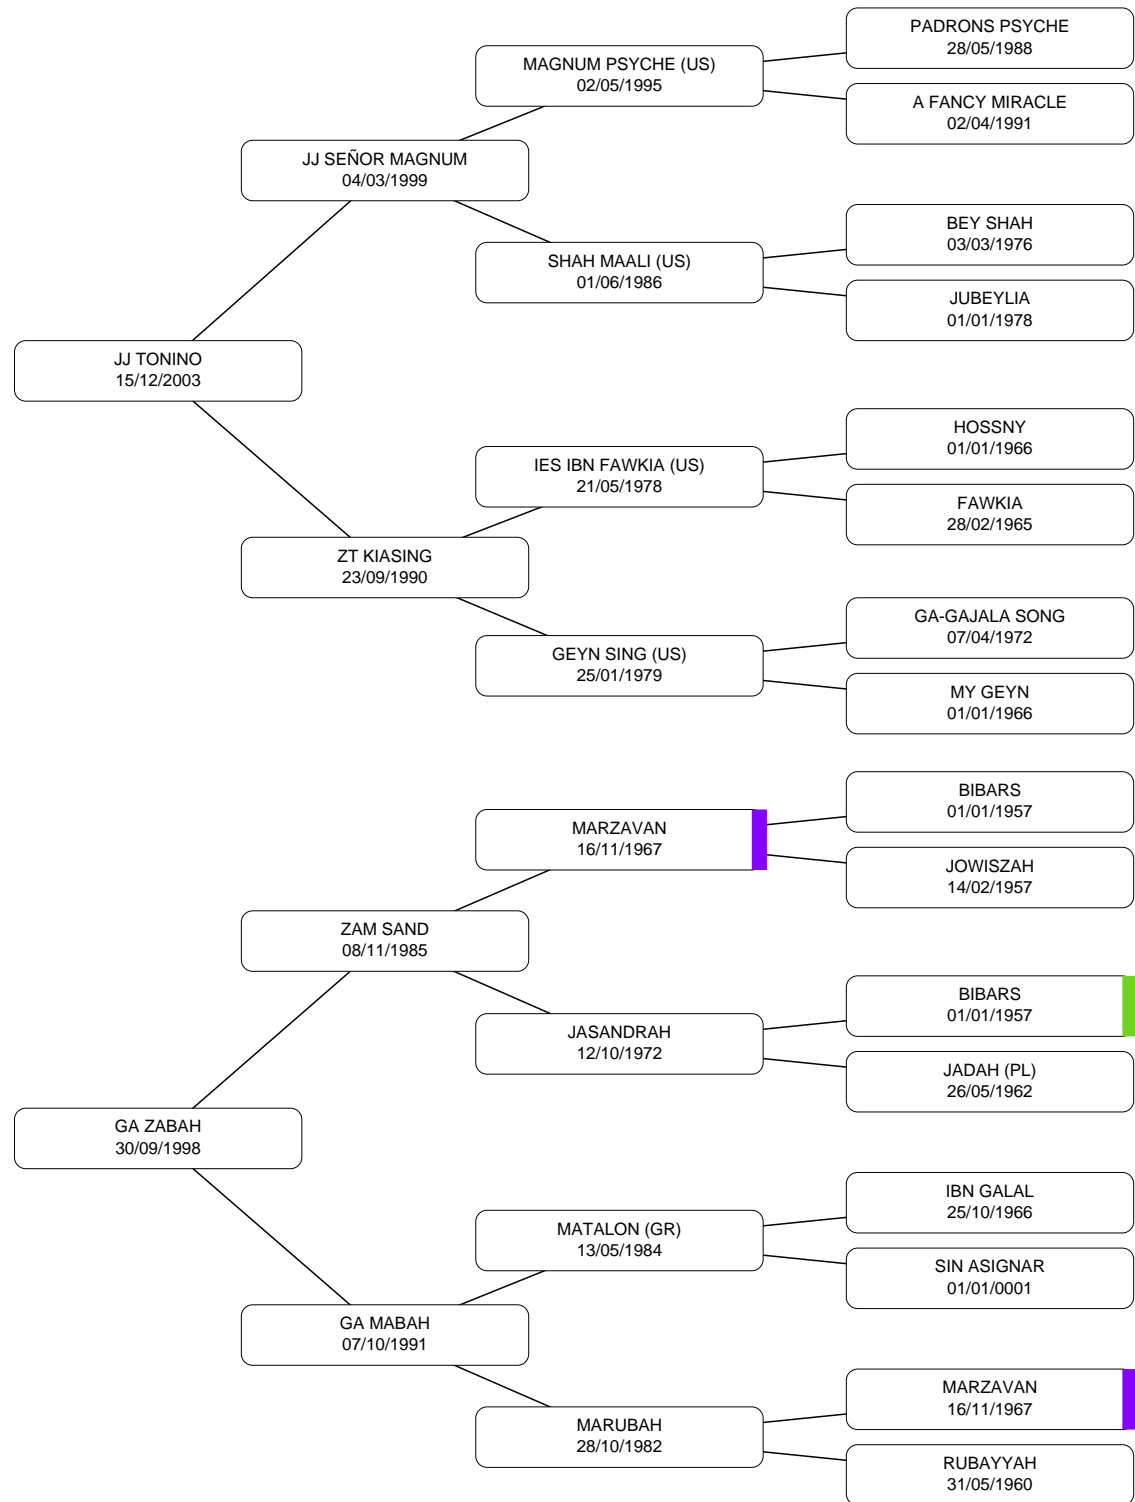 PADRONS PSYCHE
28/05/1988
MAGNUM PSYCHE (US)
02/05/1995
A FANCY MIRACLE
02/04/1991
JJ SEÑOR MAGNUM
04/03/1999
BEY SHAH
03/03/1976
SHAH MAALI (US)
01/06/1986
JUBEYLIA
01/01/1978
JJ TONINO
15/12/2003
HOSSNY
01/01/1966
IES IBN FAWKIA (US)
21/05/1978
FAWKIA
28/02/1965
ZT KIASING
23/09/1990
GA-GAJALA SONG
07/04/1972
GEYN SING (US)
25/01/1979
MY GEYN
01/01/1966
BIBARS
01/01/1957
MARZAVAN
16/11/1967
JOWISZAH
14/02/1957
ZAM SAND
08/11/1985
BIBARS
01/01/1957
JASANDRAH
12/10/1972
JADAH (PL)
26/05/1962
GA ZABAH
30/09/1998
IBN GALAL
25/10/1966
MATALON (GR)
13/05/1984
SIN ASIGNAR
01/01/0001
GA MABAH
07/10/1991
MARZAVAN
16/11/1967
MARUBAH
28/10/1982
RUBAYYAH
31/05/1960